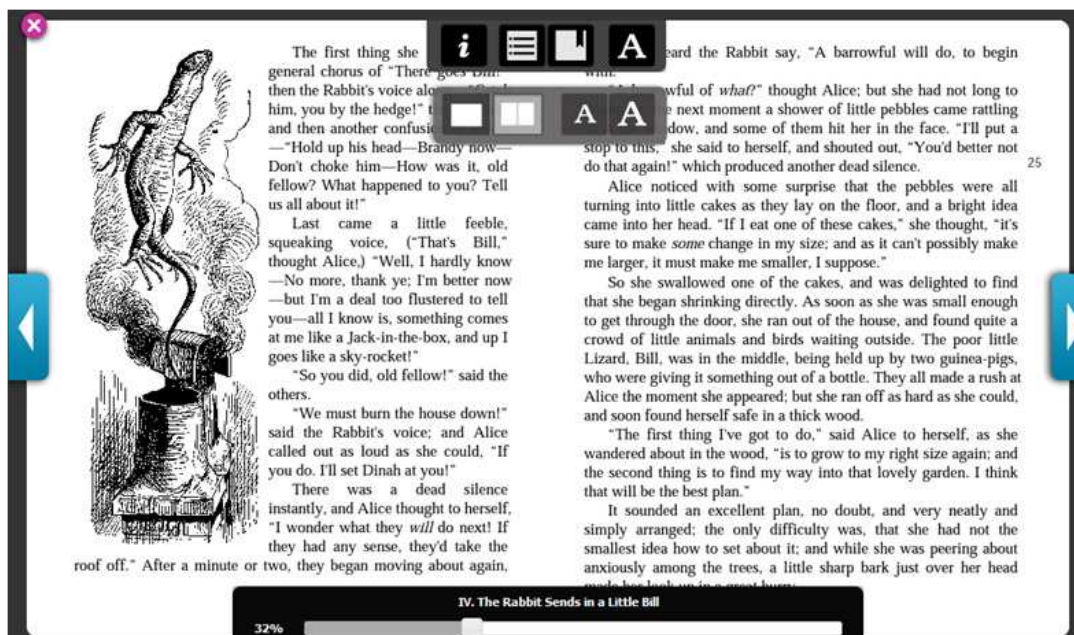 i A
A A
The first thing she
general chorus of “There goes Bill!”
then the Rabbit's voice
him, you by the hedge!”
and then another
—“Hold up his head—Brandy now—
Don't choke him—How was it, old
fellow? What happened to you? Tell
us all about it!”
Last came a little feeble,
squeaking voice, (“That's Bill,”
thought Alice,) “Well, I hardly know
—No more, thank ye; I'm better now
—but I'm a deal too flustered to tell
you—all I know is, something comes
at me like a Jack-in-the-box, and up I
goes like a sky-rocket!”
“So you did, old fellow!” said the
others.
“We must burn the house down!”
said the Rabbit's voice; and Alice
called out as loud as she could, “If
you do. I'll set Dinah at you!”
There was a dead silence
instantly, and Alice thought to herself,
“I wonder what they will do next! If
they had any sense, they'd take the
roof off.” After a minute or two, they began moving about again,
the Rabbit say, “A barrowful will do, to begin
with.”
of what?” thought Alice; but she had not long to
next moment a shower of little pebbles came rattling
and some of them hit her in the face. “I'll put a
stop to this,” she said to herself, and shouted out, “You'd better not
do that again!” which produced another dead silence.
25
Alice noticed with some surprise that the pebbles were all
turning into little cakes as they lay on the floor, and a bright idea
came into her head. “If I eat one of these cakes,” she thought, “it's
sure to make some change in my size; and as it can't possibly make
me larger, it must make me smaller, I suppose.”
So she swallowed one of the cakes, and was delighted to find
that she began shrinking directly. As soon as she was small enough
to get through the door, she ran out of the house, and found quite a
crowd of little animals and birds waiting outside. The poor little
Lizard, Bill, was in the middle, being held up by two guinea-pigs,
who were giving it something out of a bottle. They all made a rush at
Alice the moment she appeared; but she ran off as hard as she could,
and soon found herself safe in a thick wood.
“The first thing I've got to do,” said Alice to herself, as she
wandered about in the wood, “is to grow to my right size again; and
the second thing is to find my way into that lovely garden. I think
that will be the best plan.”
It sounded an excellent plan, no doubt, and very neatly and
simply arranged; the only difficulty was, that she had not the
smallest idea how to set about it; and while she was peering about
anxiously among the trees, a little sharp bark just over her head
made her look up in a great hurry.
IV. The Rabbit Sends in a Little Bill
32%